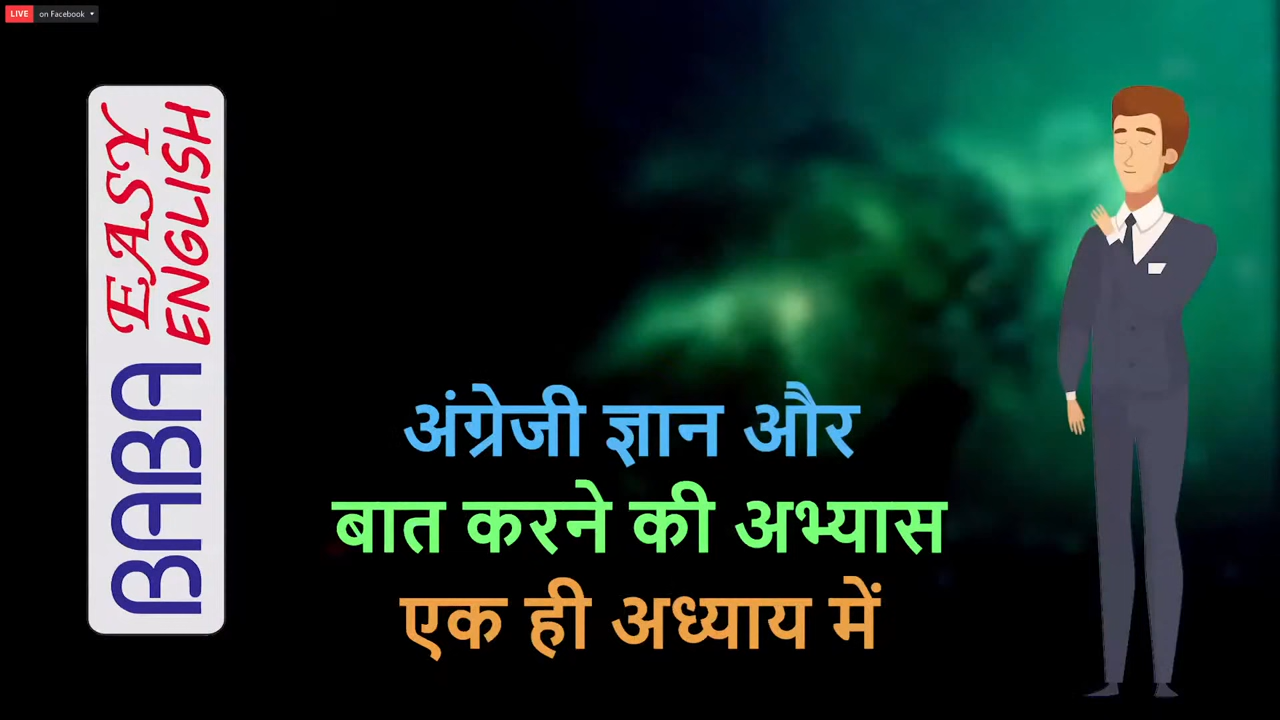 LIVE on Facebook
BABA EASY
ENGLISH
अंग्रेजी ज्ञान और
बात करने की अभ्यास
एक ही अध्याय में